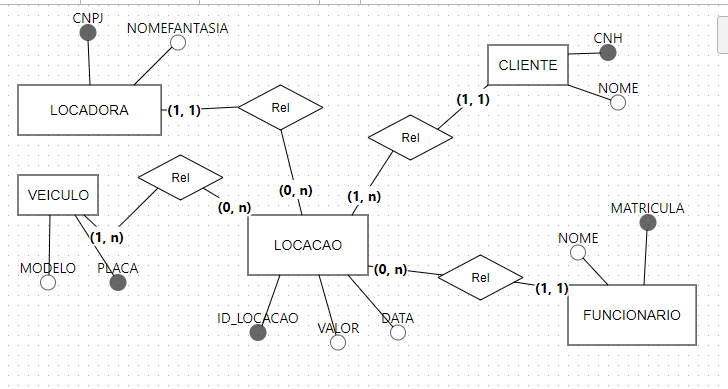 CNPJ
NOMEFANTASIA
LOCADORA
(1, 1)
Rel
CLIENTE
CNH
NOME
(1, 1)
Rel
(0, n)
(1, n)
VEICULO
Rel
(0, n)
(1, n)
MODELO
PLACA
LOCACAO
(0, n)
Rel
(1, 1)
MATRICULA
NOME
FUNCIONARIO
ID_LOCACAO
VALOR
DATA